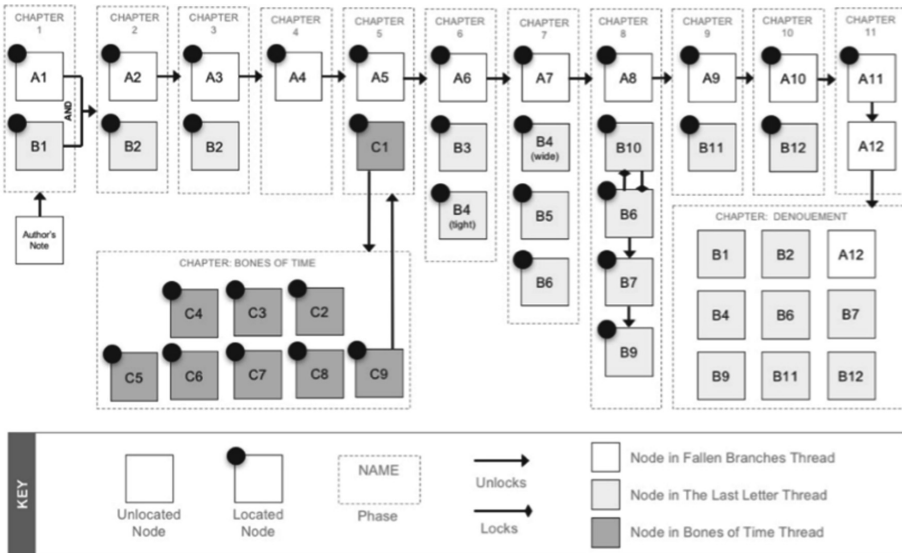 CHAPTER
1
A1
AND
B1
Author's
Note
CHAPTER
2
A2
B2
CHAPTER
3
A3
B2
CHAPTER
4
A4
CHAPTER
5
A5
C1
CHAPTER
6
A6
B3
B4
(tight)
CHAPTER
7
A7
B4
(wide)
B5
B6
CHAPTER
8
A8
B10
B6
B7
B9
CHAPTER
9
A9
B11
CHAPTER
10
A10
B12
CHAPTER
11
A11
A12
CHAPTER: BONES OF TIME
C4
C3
C2
C5
C6
C7
C8
C9
CHAPTER: DENOUEMENT
B1
B2
A12
B4
B6
B7
B9
B11
B12
KEY
Unlocated
Node
Located
Node
NAME
Phase
Unlocks
Locks
Node in Fallen Branches Thread
Node in The Last Letter Thread
Node in Bones of Time Thread